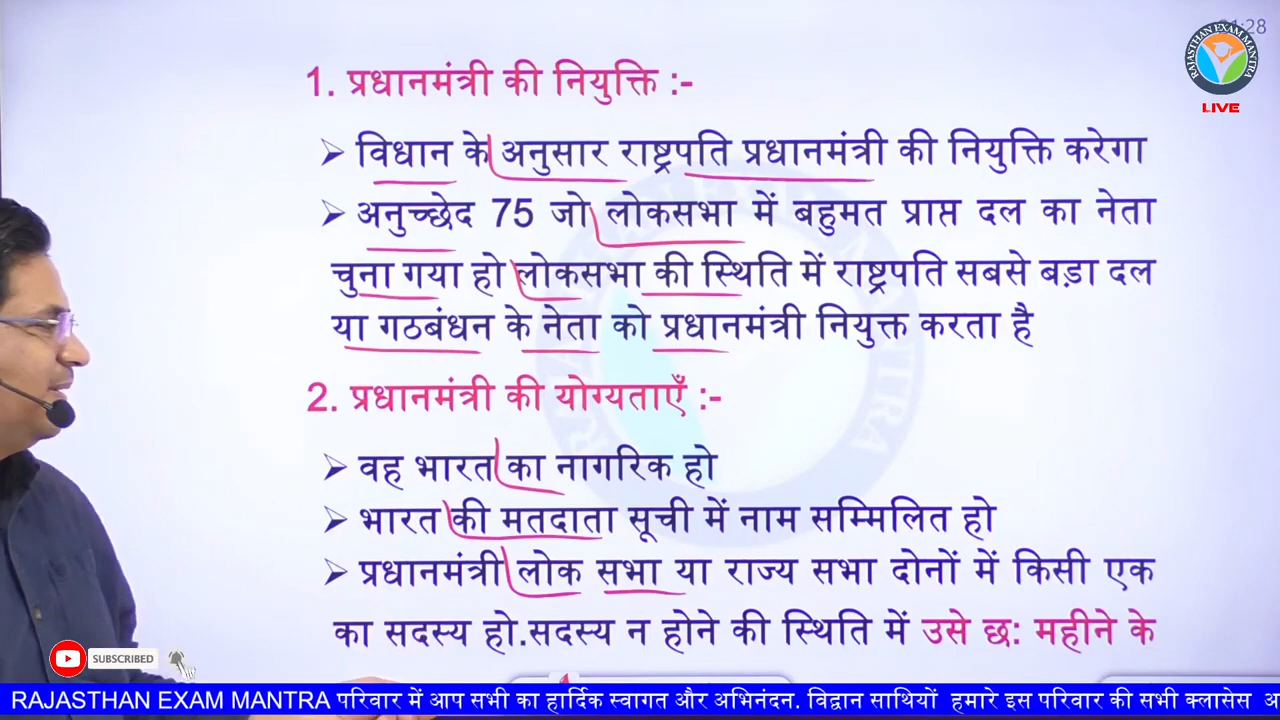 RAJASTHAN EXAM MANTRA
LIVE
1. प्रधानमंत्री की नियुक्ति :-
➢ विधान के अनुसार राष्ट्रपति प्रधानमंत्री की नियुक्ति करेगा
➢ अनुच्छेद 75 जो लोकसभा में बहुमत प्राप्त दल का नेता
चुना गया हो लोकसभा की स्थिति में राष्ट्रपति सबसे बड़ा दल
या गठबंधन के नेता को प्रधानमंत्री नियुक्त करता है
2. प्रधानमंत्री की योग्यताएँ :-
➢ वह भारत का नागरिक हो
➢ भारत की मतदाता सूची में नाम सम्मिलित हो
➢ प्रधानमंत्री लोक सभा या राज्य सभा दोनों में किसी एक
का सदस्य हो.सदस्य न होने की स्थिति में उसे छ: महीने के
SUBSCRIBED
RAJASTHAN EXAM MANTRA परिवार में आप सभी का हार्दिक स्वागत और अभिनंदन. विद्वान साथियों हमारे इस परिवार की सभी क्लासेस